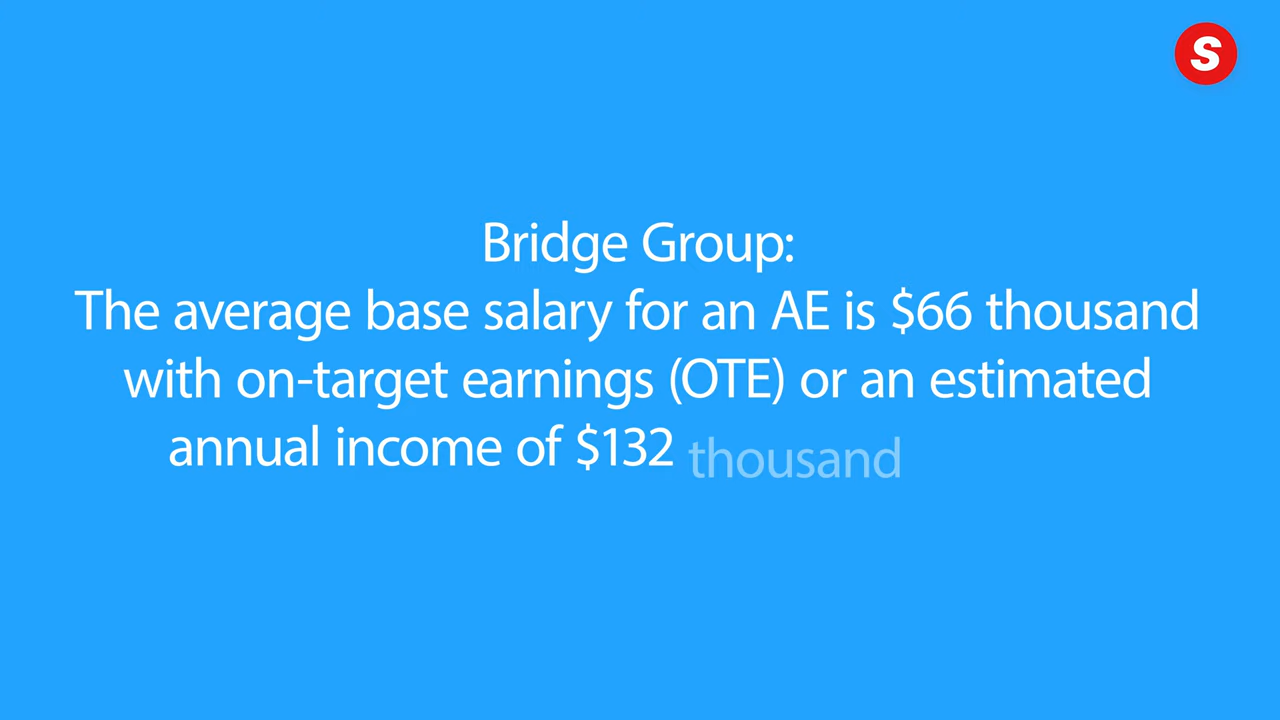 S
Bridge Group:
The average base salary for an AE is $66 thousand
with on-target earnings (OTE) or an estimated
annual income of $132 thousand